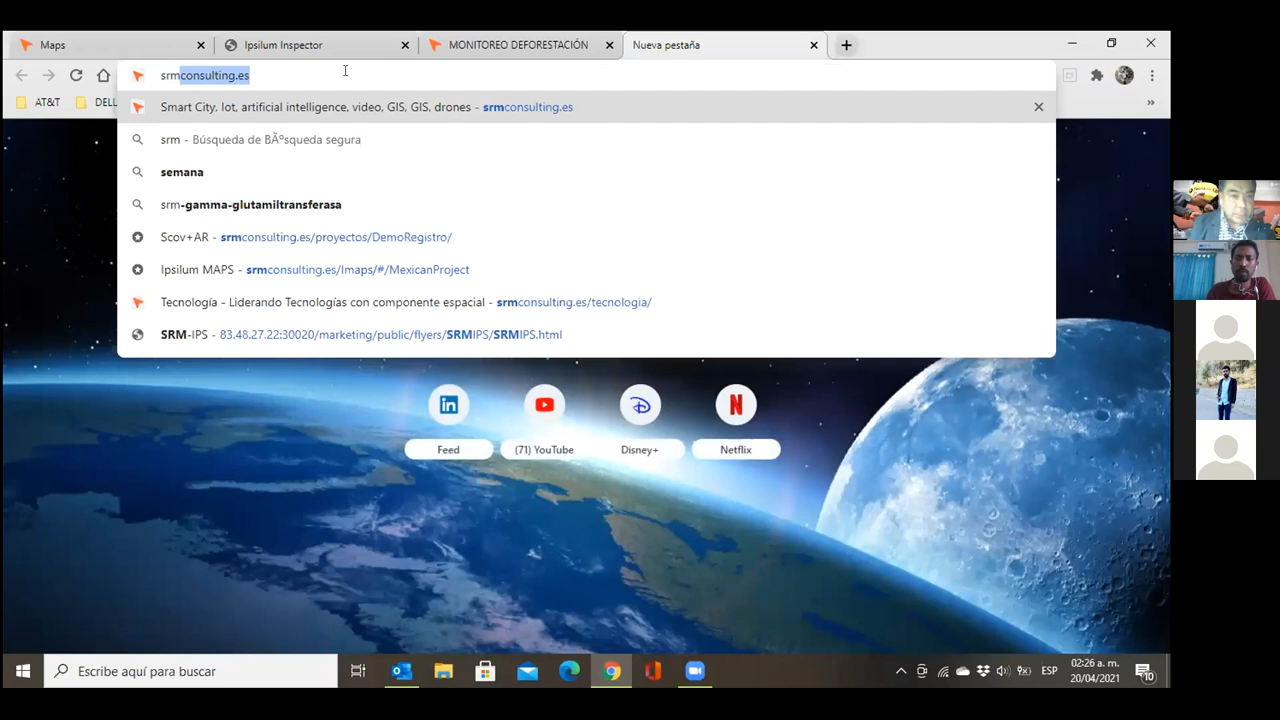 Maps
Ipsilum Inspector
MONITOREO DEFORESTACIÓN
Nueva pestaña
srmconsulting.es
AT&T
DELL
Smart City, Iot, artificial intelligence, video, GIS, GIS, drones - srmconsulting.es
srm - Búsqueda de BÃºsqueda segura
semana
srm-gamma-glutamiltransferasa
Scov+AR - srmconsulting.es/proyectos/DemoRegistro/
Ipsilum MAPS - srmconsulting.es/Imaps/#/MexicanProject
Tecnología - Liderando Tecnologías con componente espacial - srmconsulting.es/tecnologia/
SRM-IPS - 83.48.27.22:30020/marketing/public/flyers/SRMIPS/SRMIPS.html
Feed
(71) YouTube
Disney+
Netflix
Escribe aquí para buscar
ESP
02:26 a. m.
20/04/2021
10